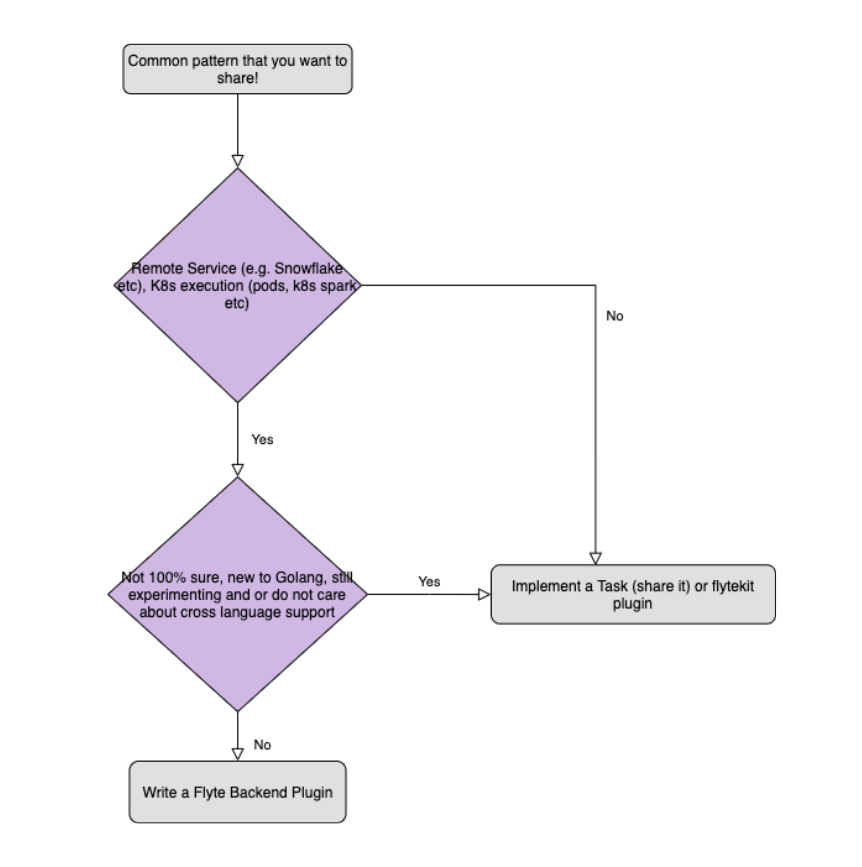 Common pattern that you want to
share!
Remote Service (e.g. Snowflake
etc), K8s execution (pods, k8s spark
etc)
No
Yes
Not 100% sure, new to Golang, still
experimenting and or do not care
about cross language support
Yes
Implement a Task (share it) or flytekit
plugin
No
Write a Flyte Backend Plugin